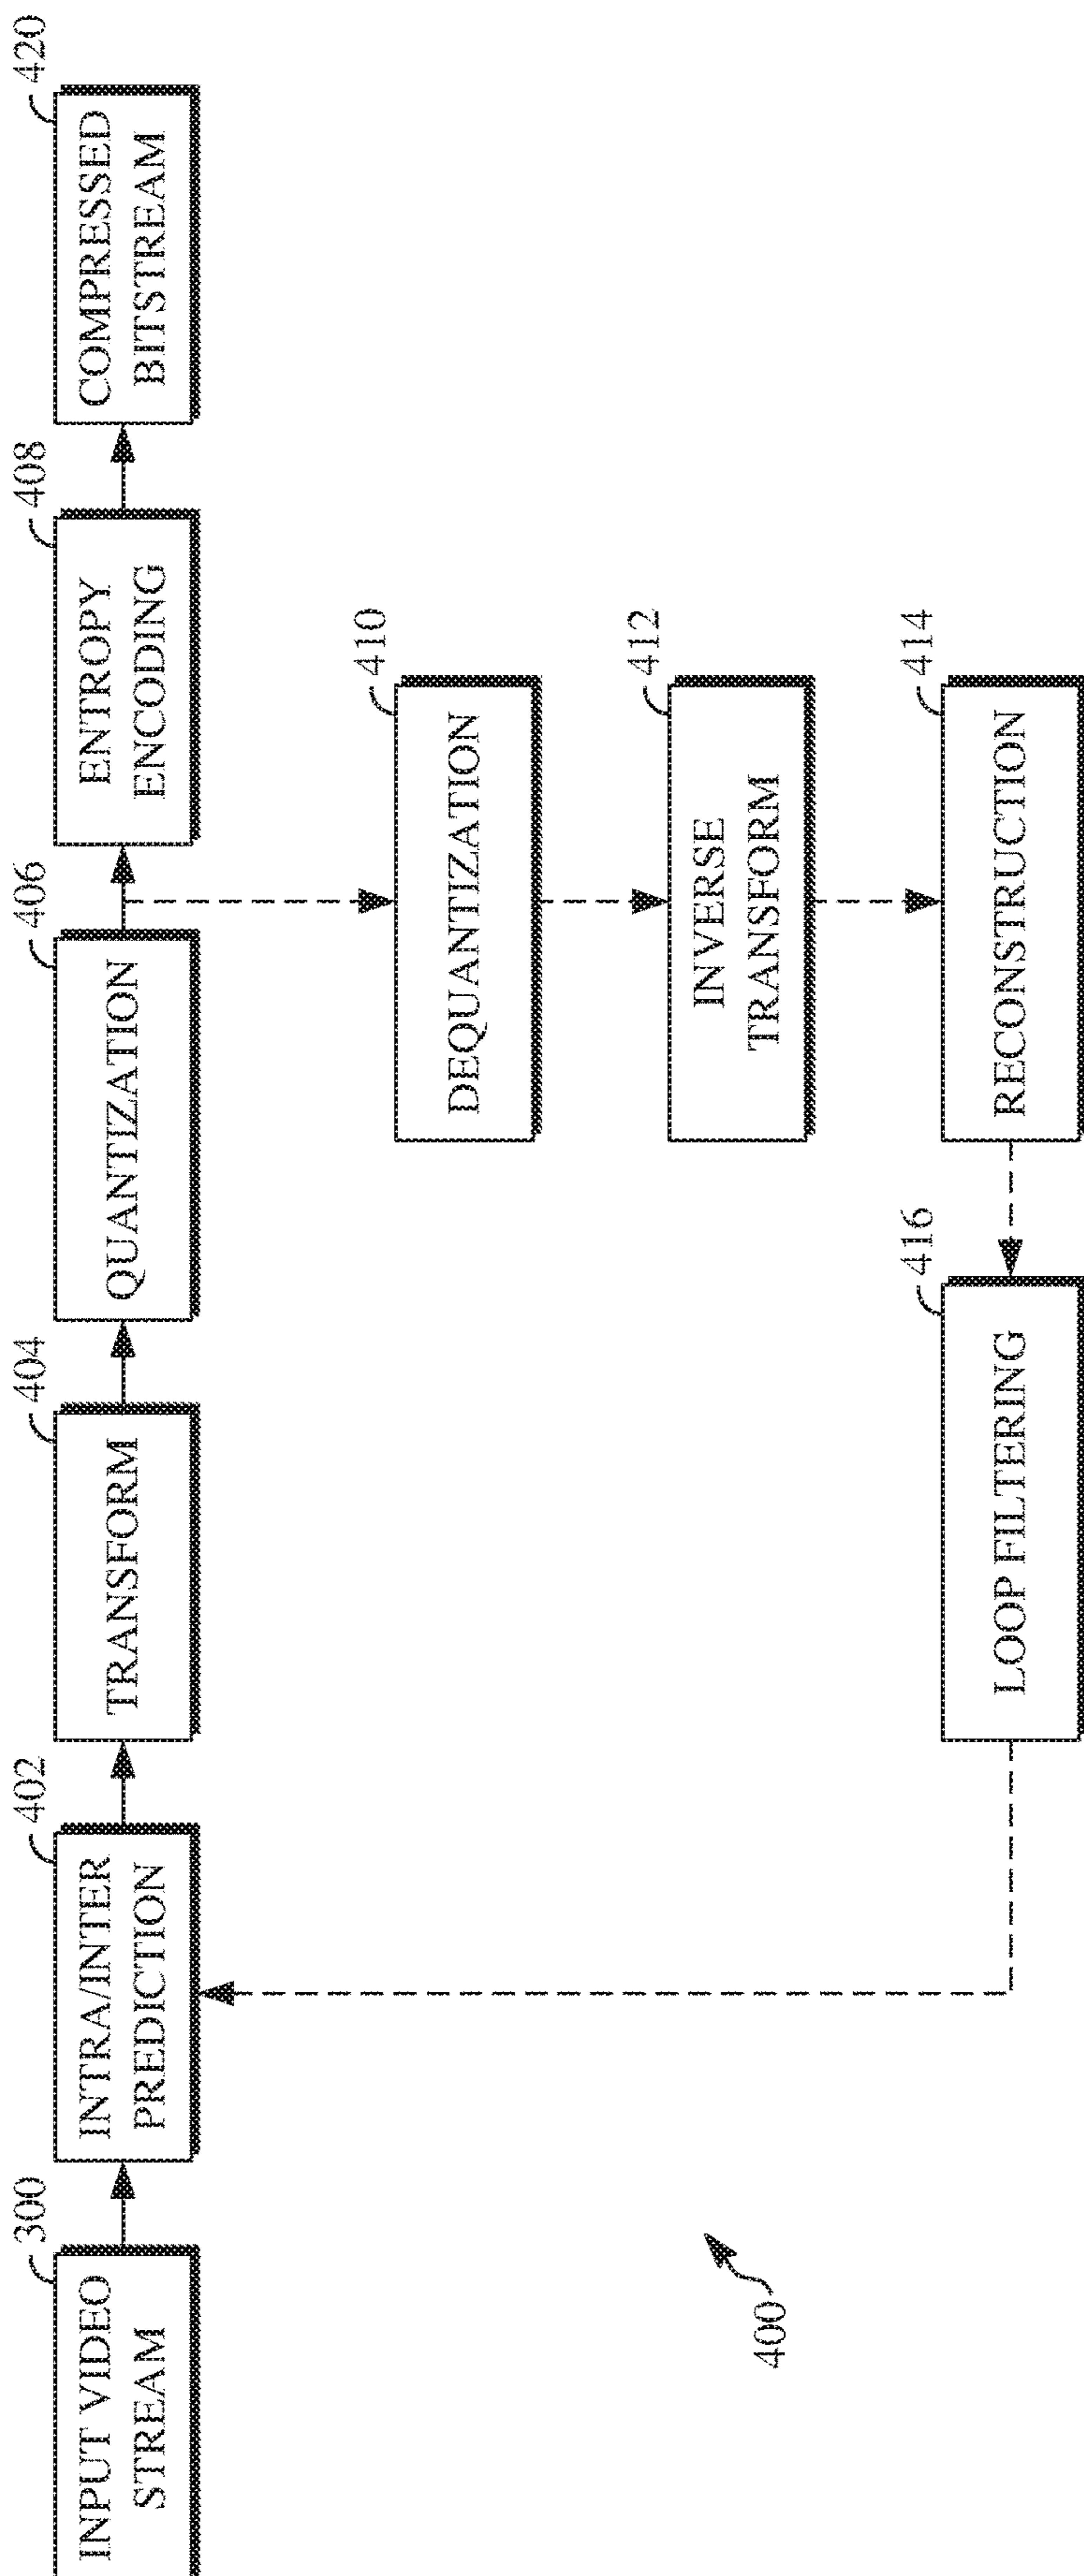 300
INPUT VIDEO
STREAM
402
INTRA/INTER
PREDICTION
404
TRANSFORM
406
QUANTIZATION
408
ENTROPY
ENCODING
420
COMPRESSED
BITSTREAM
410
DEQUANTIZATION
412
INVERSE
TRANSFORM
416
LOOP FILTERING
414
RECONSTRUCTION
400